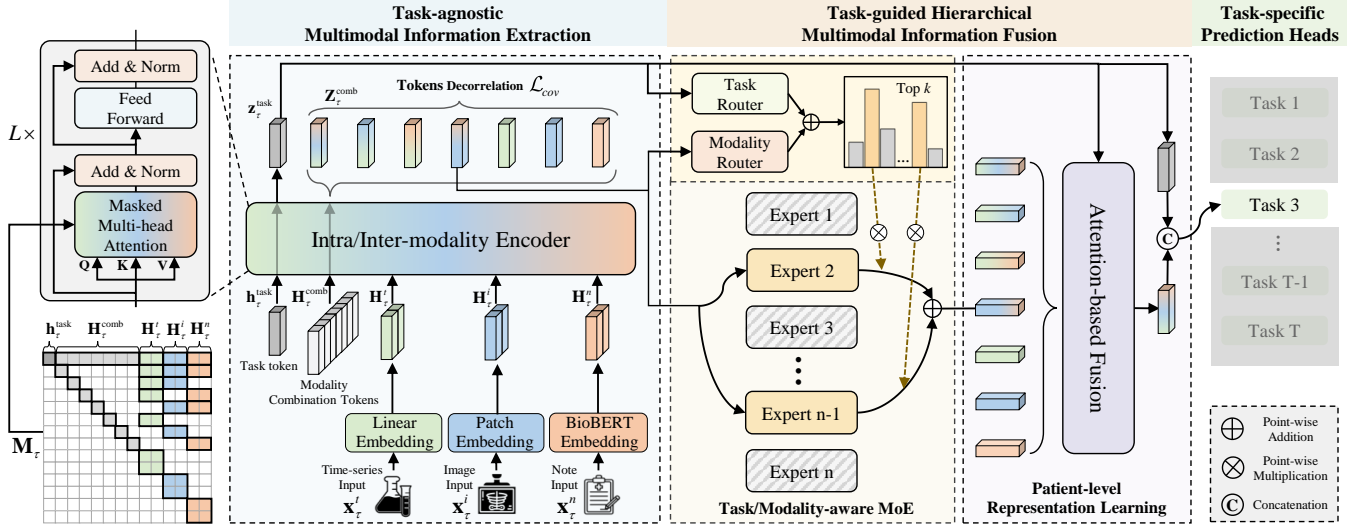 Task-agnostic
Multimodal Information Extraction
Task-guided Hierarchical
Multimodal Information Fusion
Task-specific
Prediction Heads
L×
Add & Norm
Feed
Forward
Add & Norm
Masked
Multi-head
Attention
Q K V
h_τ^task H_τ^comb H_τ^t H_τ^i H_τ^n
M_τ
z_τ^task
Z_τ^comb
Tokens Decorrelation ℒ_cov
Intra/Inter-modality Encoder
h_τ^task H_τ^comb H_τ^t H_τ^i H_τ^n
Task token
Modality
Combination Tokens
Linear
Embedding
Patch
Embedding
BioBERT
Embedding
Time-series
Input
x_τ^t
Image
Input
x_τ^i
Note
Input
x_τ^n
Task
Router
Modality
Router
Top k
...
Expert 1
Expert 2
Expert 3
Expert n-1
Expert n
Task/Modality-aware MoE
Attention-based Fusion
Patient-level
Representation Learning
C
Task 1
Task 2
Task 3
Task T-1
Task T
Point-wise
Addition
Point-wise
Multiplication
C
Concatenation